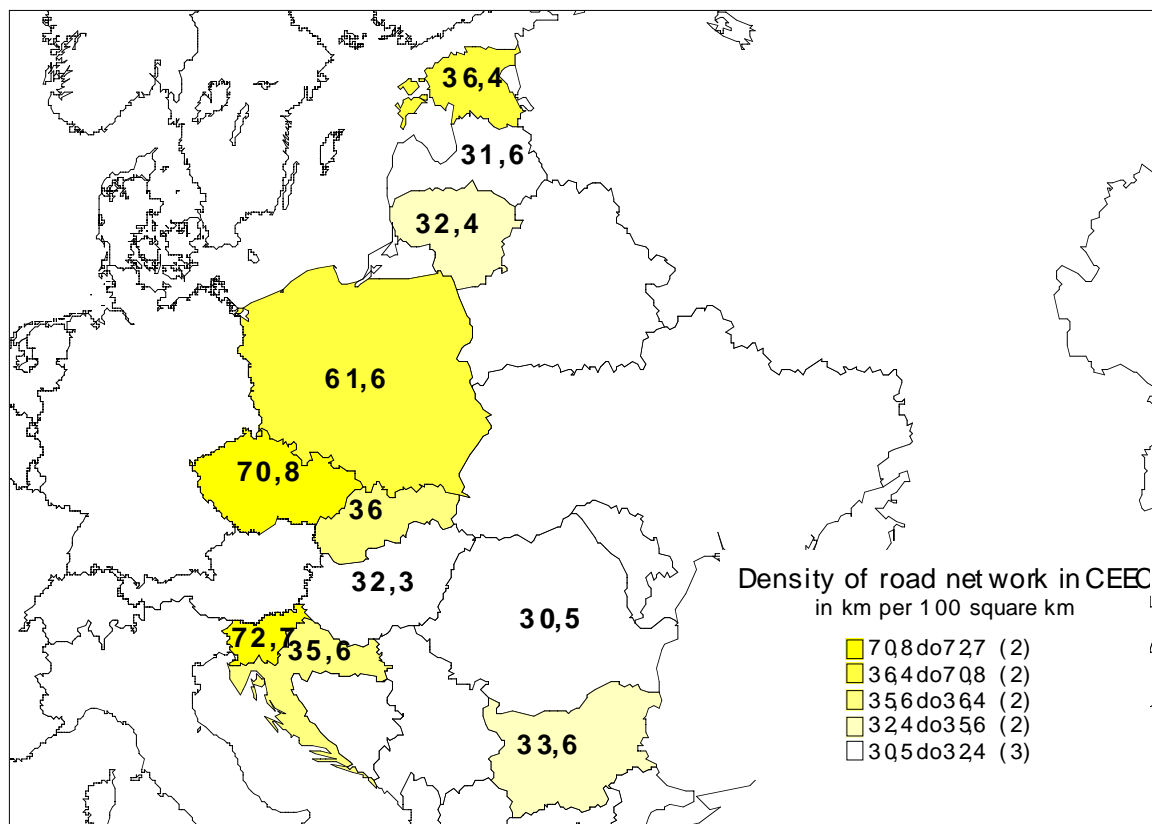 36,4
31,6
32,4
61,6
70,8
36
32,3
30,5
72,7
35,6
33,6
Density of road network in CEEC
in km per 100 square km
70,8 do 72,7 (2)
36,4 do 70,8 (2)
35,6 do 36,4 (2)
32,4 do 35,6 (2)
30,5 do 32,4 (3)